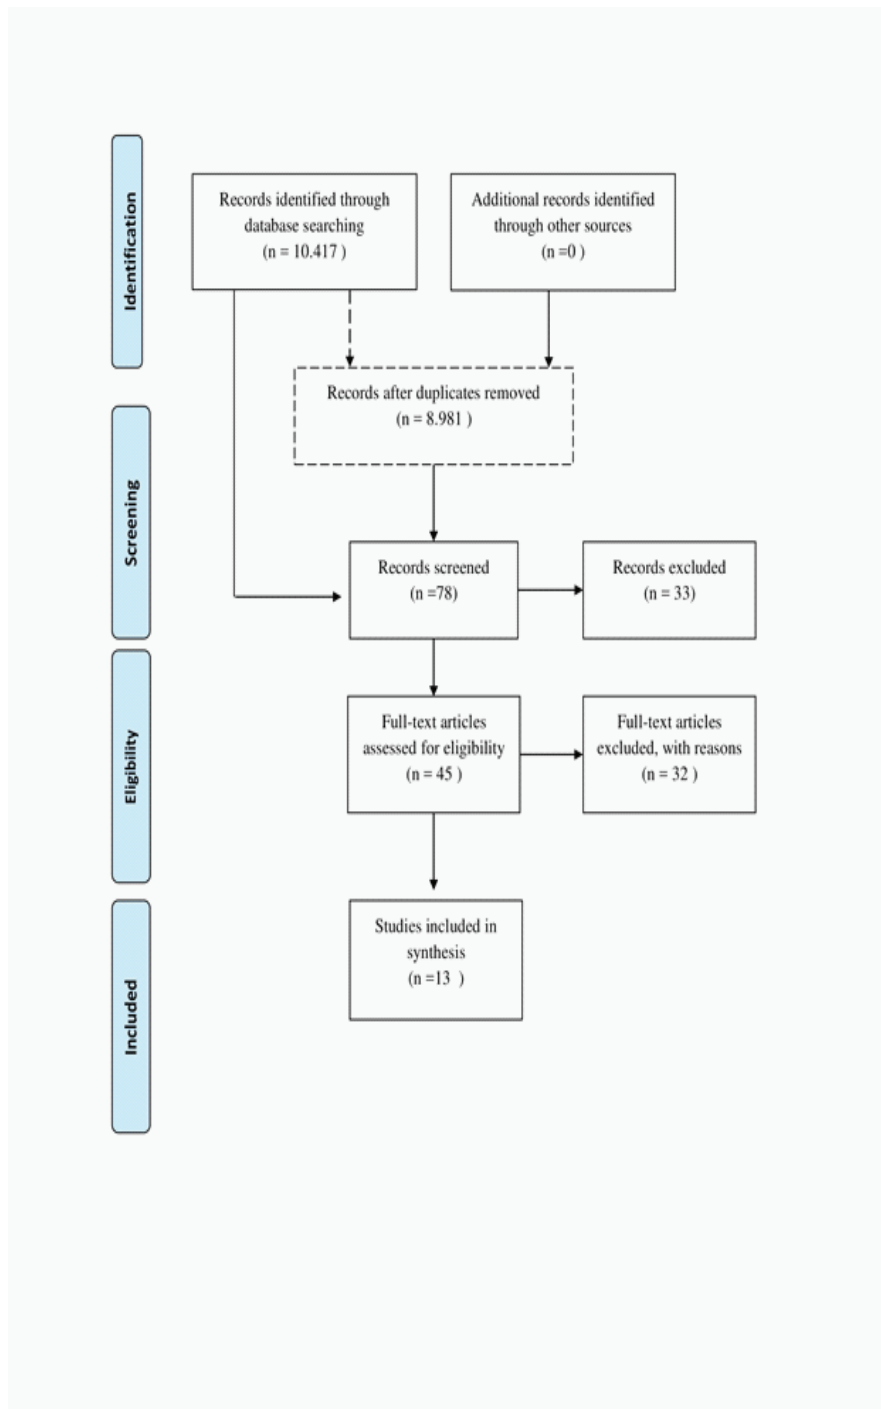 Identification
Records identified through
database searching
(n = 10.417 )
Additional records identified
through other sources
(n =0 )
Records after duplicates removed
(n = 8.981 )
Screening
Records screened
(n =78)
Records excluded
(n = 33)
Eligibility
Full-text articles
assessed for eligibility
(n = 45 )
Full-text articles
excluded, with reasons
(n = 32 )
Included
Studies included in
synthesis
(n =13 )